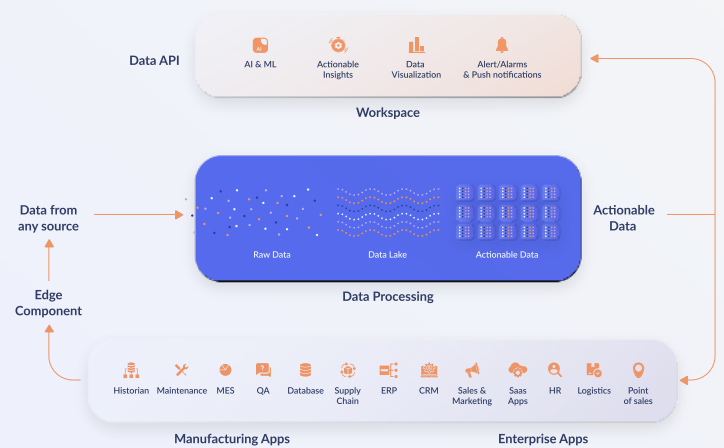 Data API
AI & ML
Actionable
Insights
Data
Visualization
Alert/Alarms
& Push notifications
Workspace
Data from
any source
Raw Data
Data Lake
Actionable Data
Actionable
Data
Data Processing
Edge
Component
Historian
Maintenance
MES
QA
Database
Supply
Chain
ERP
CRM
Sales &
Marketing
Saas
Apps
HR
Logistics
Point
of sales
Manufacturing Apps
Enterprise Apps